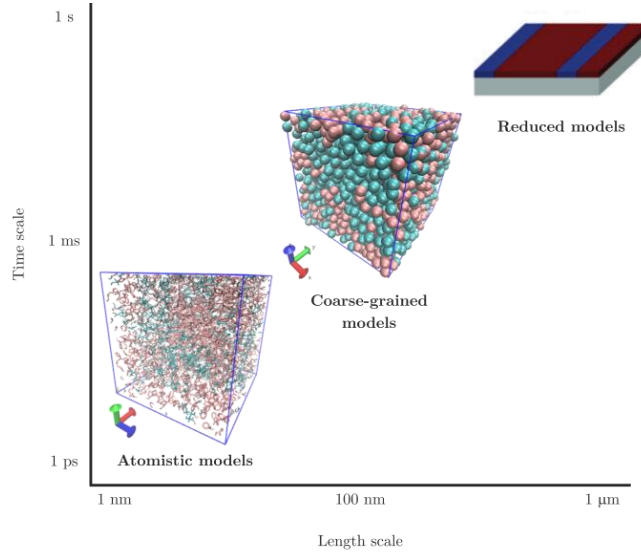 1 s
Reduced models
Time scale
1 ms
Coarse-grained
models
1 ps
Atomistic models
1 nm
100 nm
1 μm
Length scale